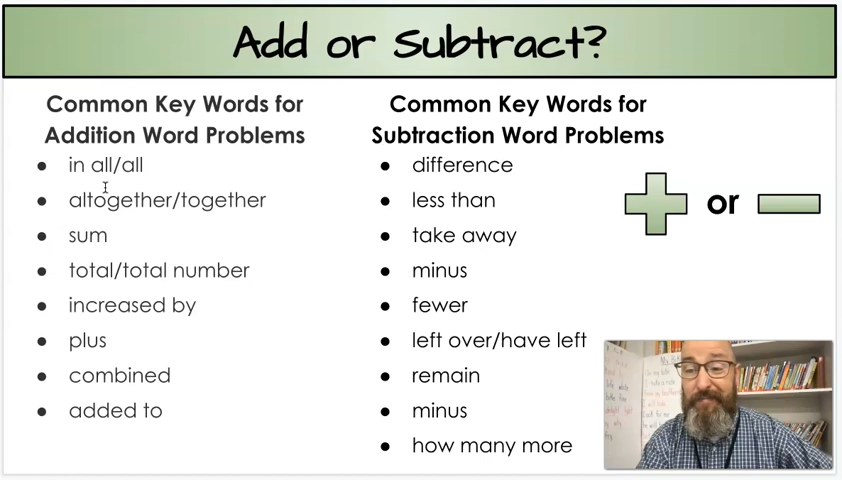 Add or Subtract?
Common Key Words for
Addition Word Problems
● in all/all
● altogether/together
● sum
● total/total number
● increased by
● plus
● combined
● added to
Common Key Words for
Subtraction Word Problems
● difference
● less than
● take away
● minus
● fewer
● left over/have left
● remain
● minus
● how many more
or